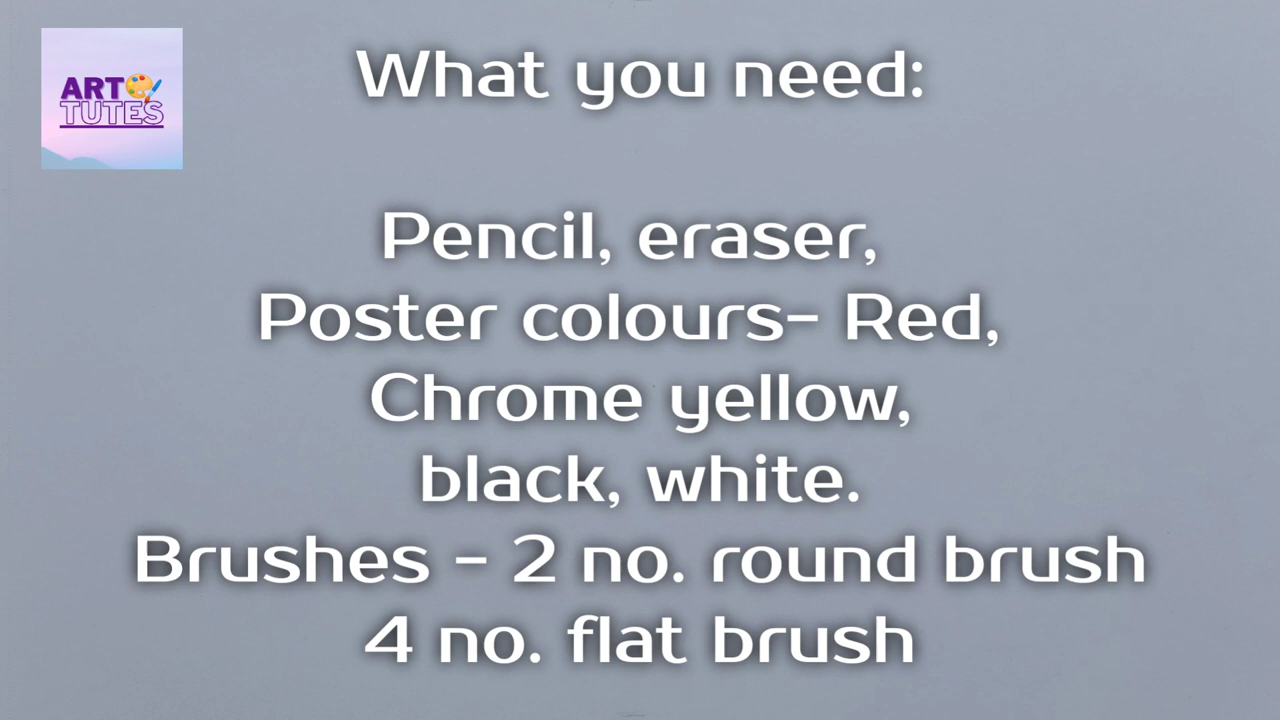 ART
TUTES
What you need:
Pencil, eraser,
Poster colours- Red,
Chrome yellow,
black, white.
Brushes - 2 no. round brush
4 no. flat brush